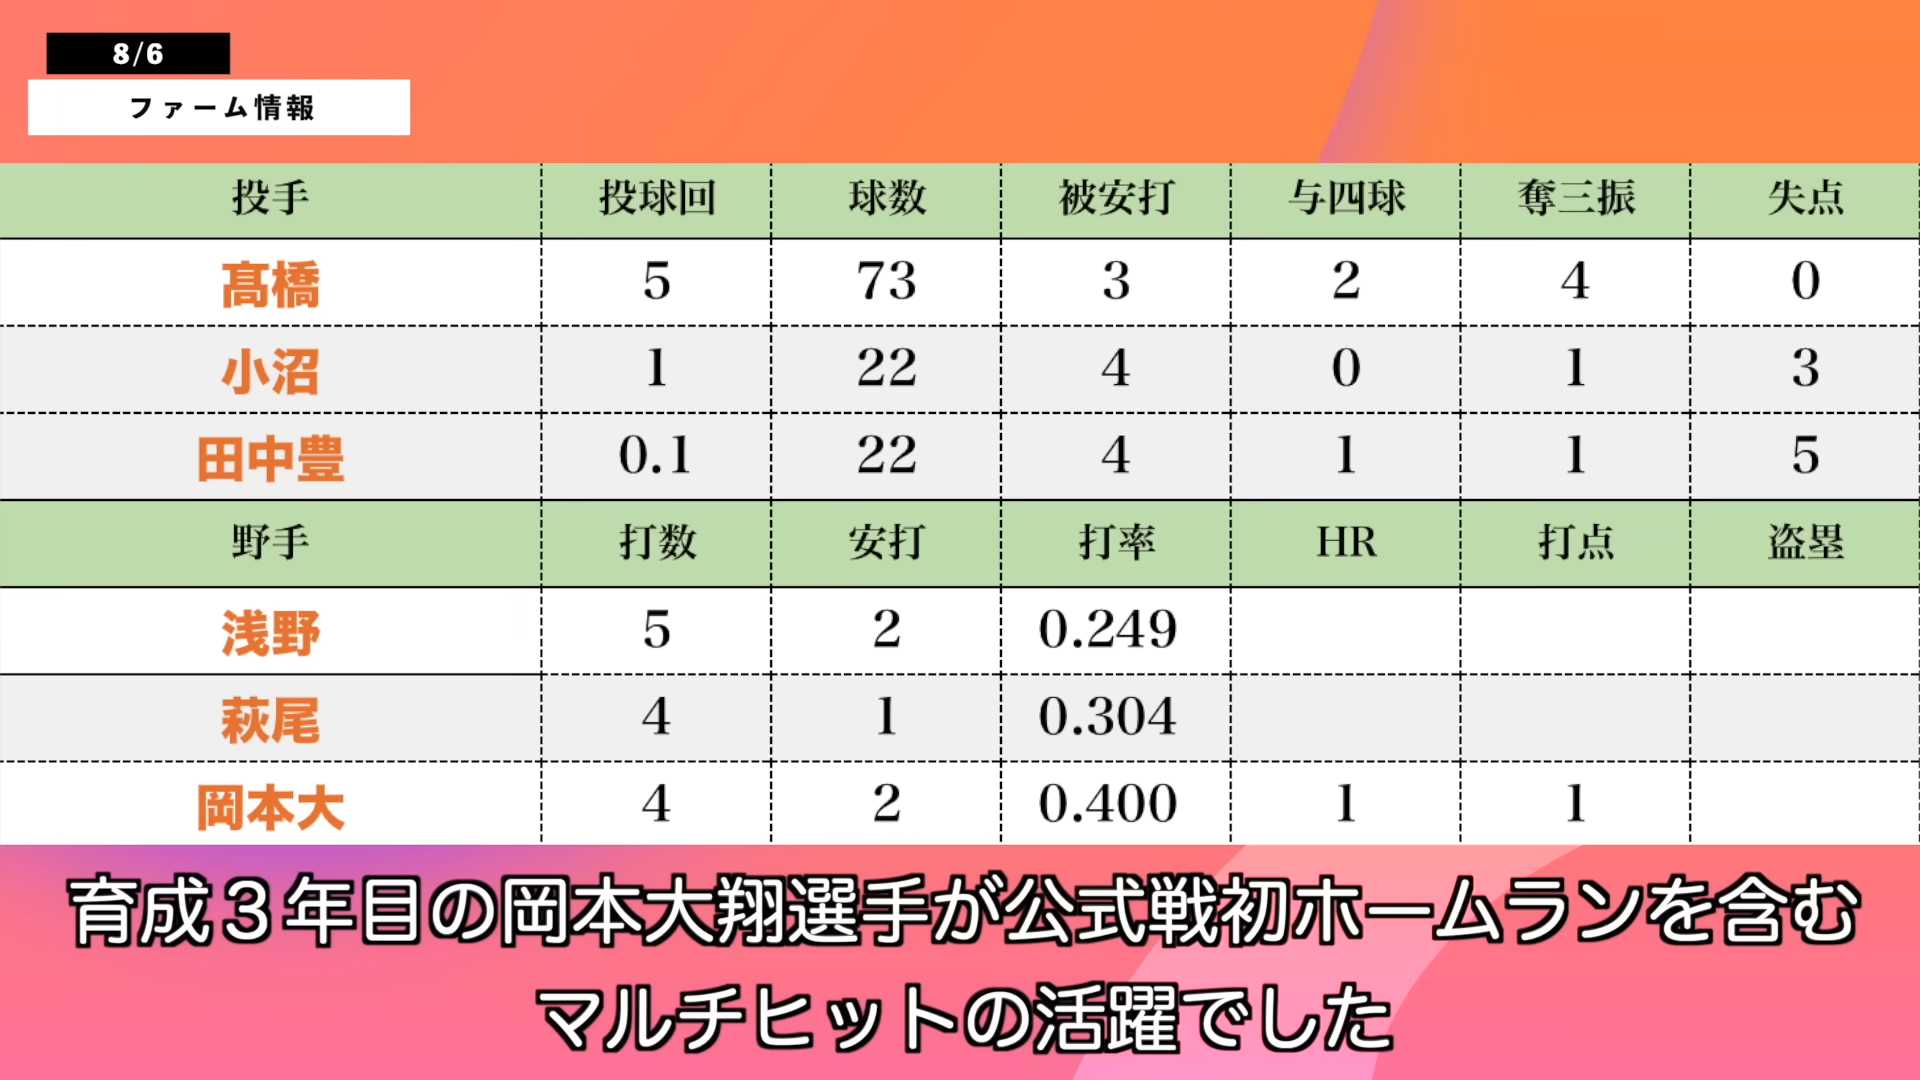 8/6
ファーム情報
投手 投球回 球数 被安打 与四球 奪三振 失点
髙橋 5 73 3 2 4 0
小沼 1 22 4 0 1 3
田中豊 0.1 22 4 1 1 5
野手 打数 安打 打率 HR 打点 盗塁
浅野 5 2 0.249
萩尾 4 1 0.304
岡本大 4 2 0.400 1 1
育成３年目の岡本大翔選手が公式戦初ホームランを含む
マルチヒットの活躍でした